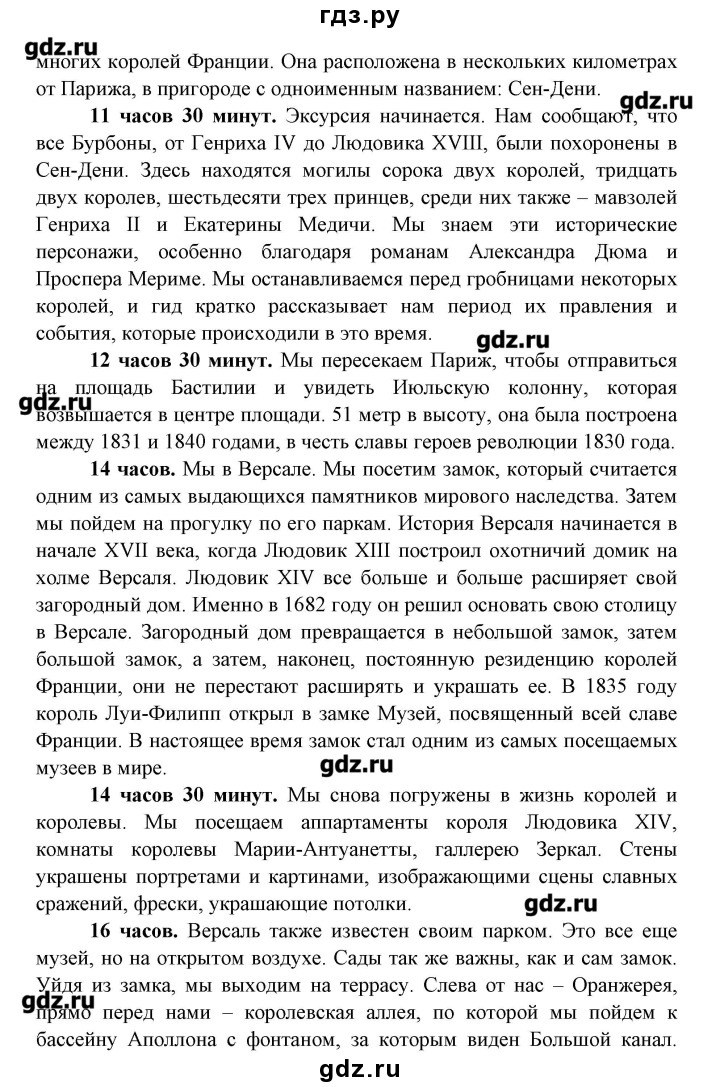 гдз.ру
многих королей Франции. Она расположена в нескольких километрах
gdz.ru
от Парижа, в пригороде с одноименным названием: Сен-Дени.
gdz.ru
11 часов 30 минут. Экскурсия начинается. Нам сообщают, что
все Бурбоны, от Генриха IV до Людовика XVIII, были похоронены в
Сен-Дени. Здесь находятся могилы сорока двух королей, тридцать
двух королев, шестьдесяти трех принцев, среди них также – мавзолей
Генриха II и Екатерины Медичи. Мы знаем эти исторические
персонажи, особенно благодаря романам Александра Дюма и
Проспера Мериме. Мы останавливаемся перед гробницами некоторых
королей, и гид кратко рассказывает нам период их правления и
события, которые происходили в это время.
gdz.ru
12 часов 30 минут. Мы пересекаем Париж, чтобы отправиться
на площадь Бастилии и увидеть Июльскую колонну, которая
gdz.ru
возвышается в центре площади. 51 метр в высоту, она была построена
между 1831 и 1840 годами, в честь славы героев революции 1830 года.
14 часов. Мы в Версале. Мы посетим замок, который считается
одним из самых выдающихся памятников мирового наследства. Затем
мы пойдем на прогулку по его паркам. История Версаля начинается в
начале XVII века, когда Людовик XIII построил охотничий домик на
холме Версаля. Людовик XIV все больше и больше расширяет свой
загородный дом. Именно в 1682 году он решил основать свою столицу
в Версале. Загородный дом превращается в небольшой замок, затем
большой замок, а затем, наконец, постоянную резиденцию королей
Франции, они не перестают расширять и украшать ее. В 1835 году
король Луи-Филипп открыл в замке Музей, посвященный всей славе
Франции. В настоящее время замок стал одним из самых посещаемых
музеев в мире.
gdz.ru
14 часов 30 минут. Мы снова погружены в жизнь королей и
королевы. Мы посещаем аппартаменты короля Людовика XIV,
комнаты королевы Марии-Антуанетты, галлерею Зеркал. Стены
украшены портретами и картинами, изображающими сцены славных
сражений, фрески, украшающие потолки.
gdz.ru
16 часов. Версаль также известен своим парком. Это все еще
музей, но на открытом воздухе. Сады так же важны, как и сам замок.
Уйдя из замка, мы выходим на террасу. Слева от нас – Оранжерея,
gdz.ru
прямо перед нами – королевская аллея, по которой мы пойдем к
бассейну Аполлона с фонтаном, за которым виден Большой канал.
gdz.ru